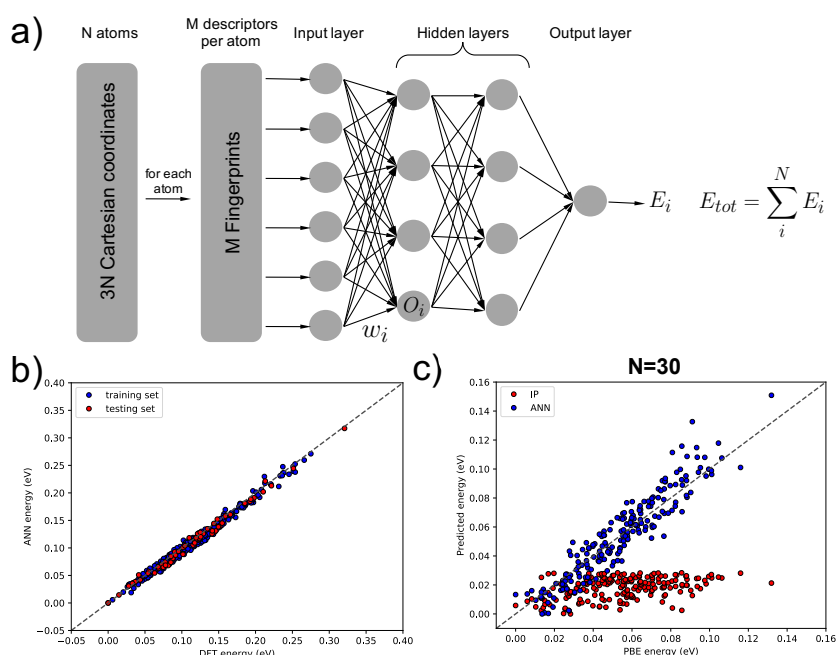 a)
N atoms
M descriptors
per atom
Input layer
Hidden layers
Output layer
3N Cartesian coordinates
for each
atom
M Fingerprints
O_i
w_i
E_i
E_{tot} = \sum_i^N E_i
b)
0.40
0.30
0.25
0.20
0.15
0.10
0.05
0.00
−0.05
ANN energy (eV)
training set
testing set
−0.05 0.00 0.05 0.10 0.15 0.20 0.25 0.30 0.35 0.40
DFT energy (eV)
c)
N=30
0.16
0.14
0.12
0.10
0.08
0.06
0.04
0.02
0.00
Predicted energy (eV)
IP
ANN
0.00 0.02 0.04 0.06 0.08 0.10 0.12 0.14 0.16
PBE energy (eV)